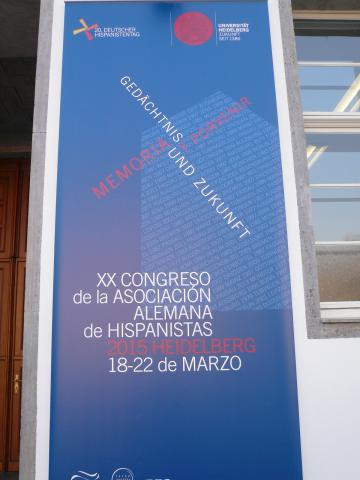 20. DEUTSCHER
HISPANISTENTAG
UNIVERSITÄT
HEIDELBERG
ZUKUNFT
SEIT 1386
GEDÄCHTNIS UND ZUKUNFT
MEMORIA Y PORVENIR
XX CONGRESO
de la ASOCIACIÓN
ALEMANA
de HISPANISTAS
2015 HEIDELBERG
18-22 de MARZO